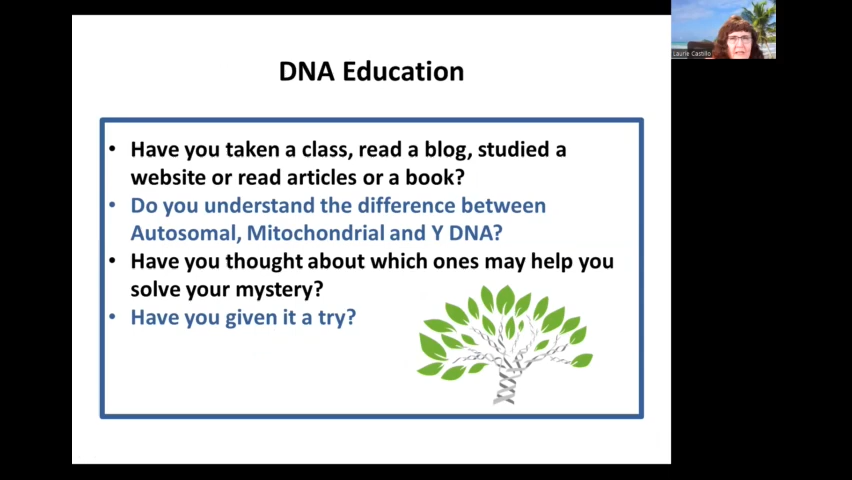 DNA Education
• Have you taken a class, read a blog, studied a
website or read articles or a book?
• Do you understand the difference between
Autosomal, Mitochondrial and Y DNA?
• Have you thought about which ones may help you
solve your mystery?
• Have you given it a try?
Laurie Castillo